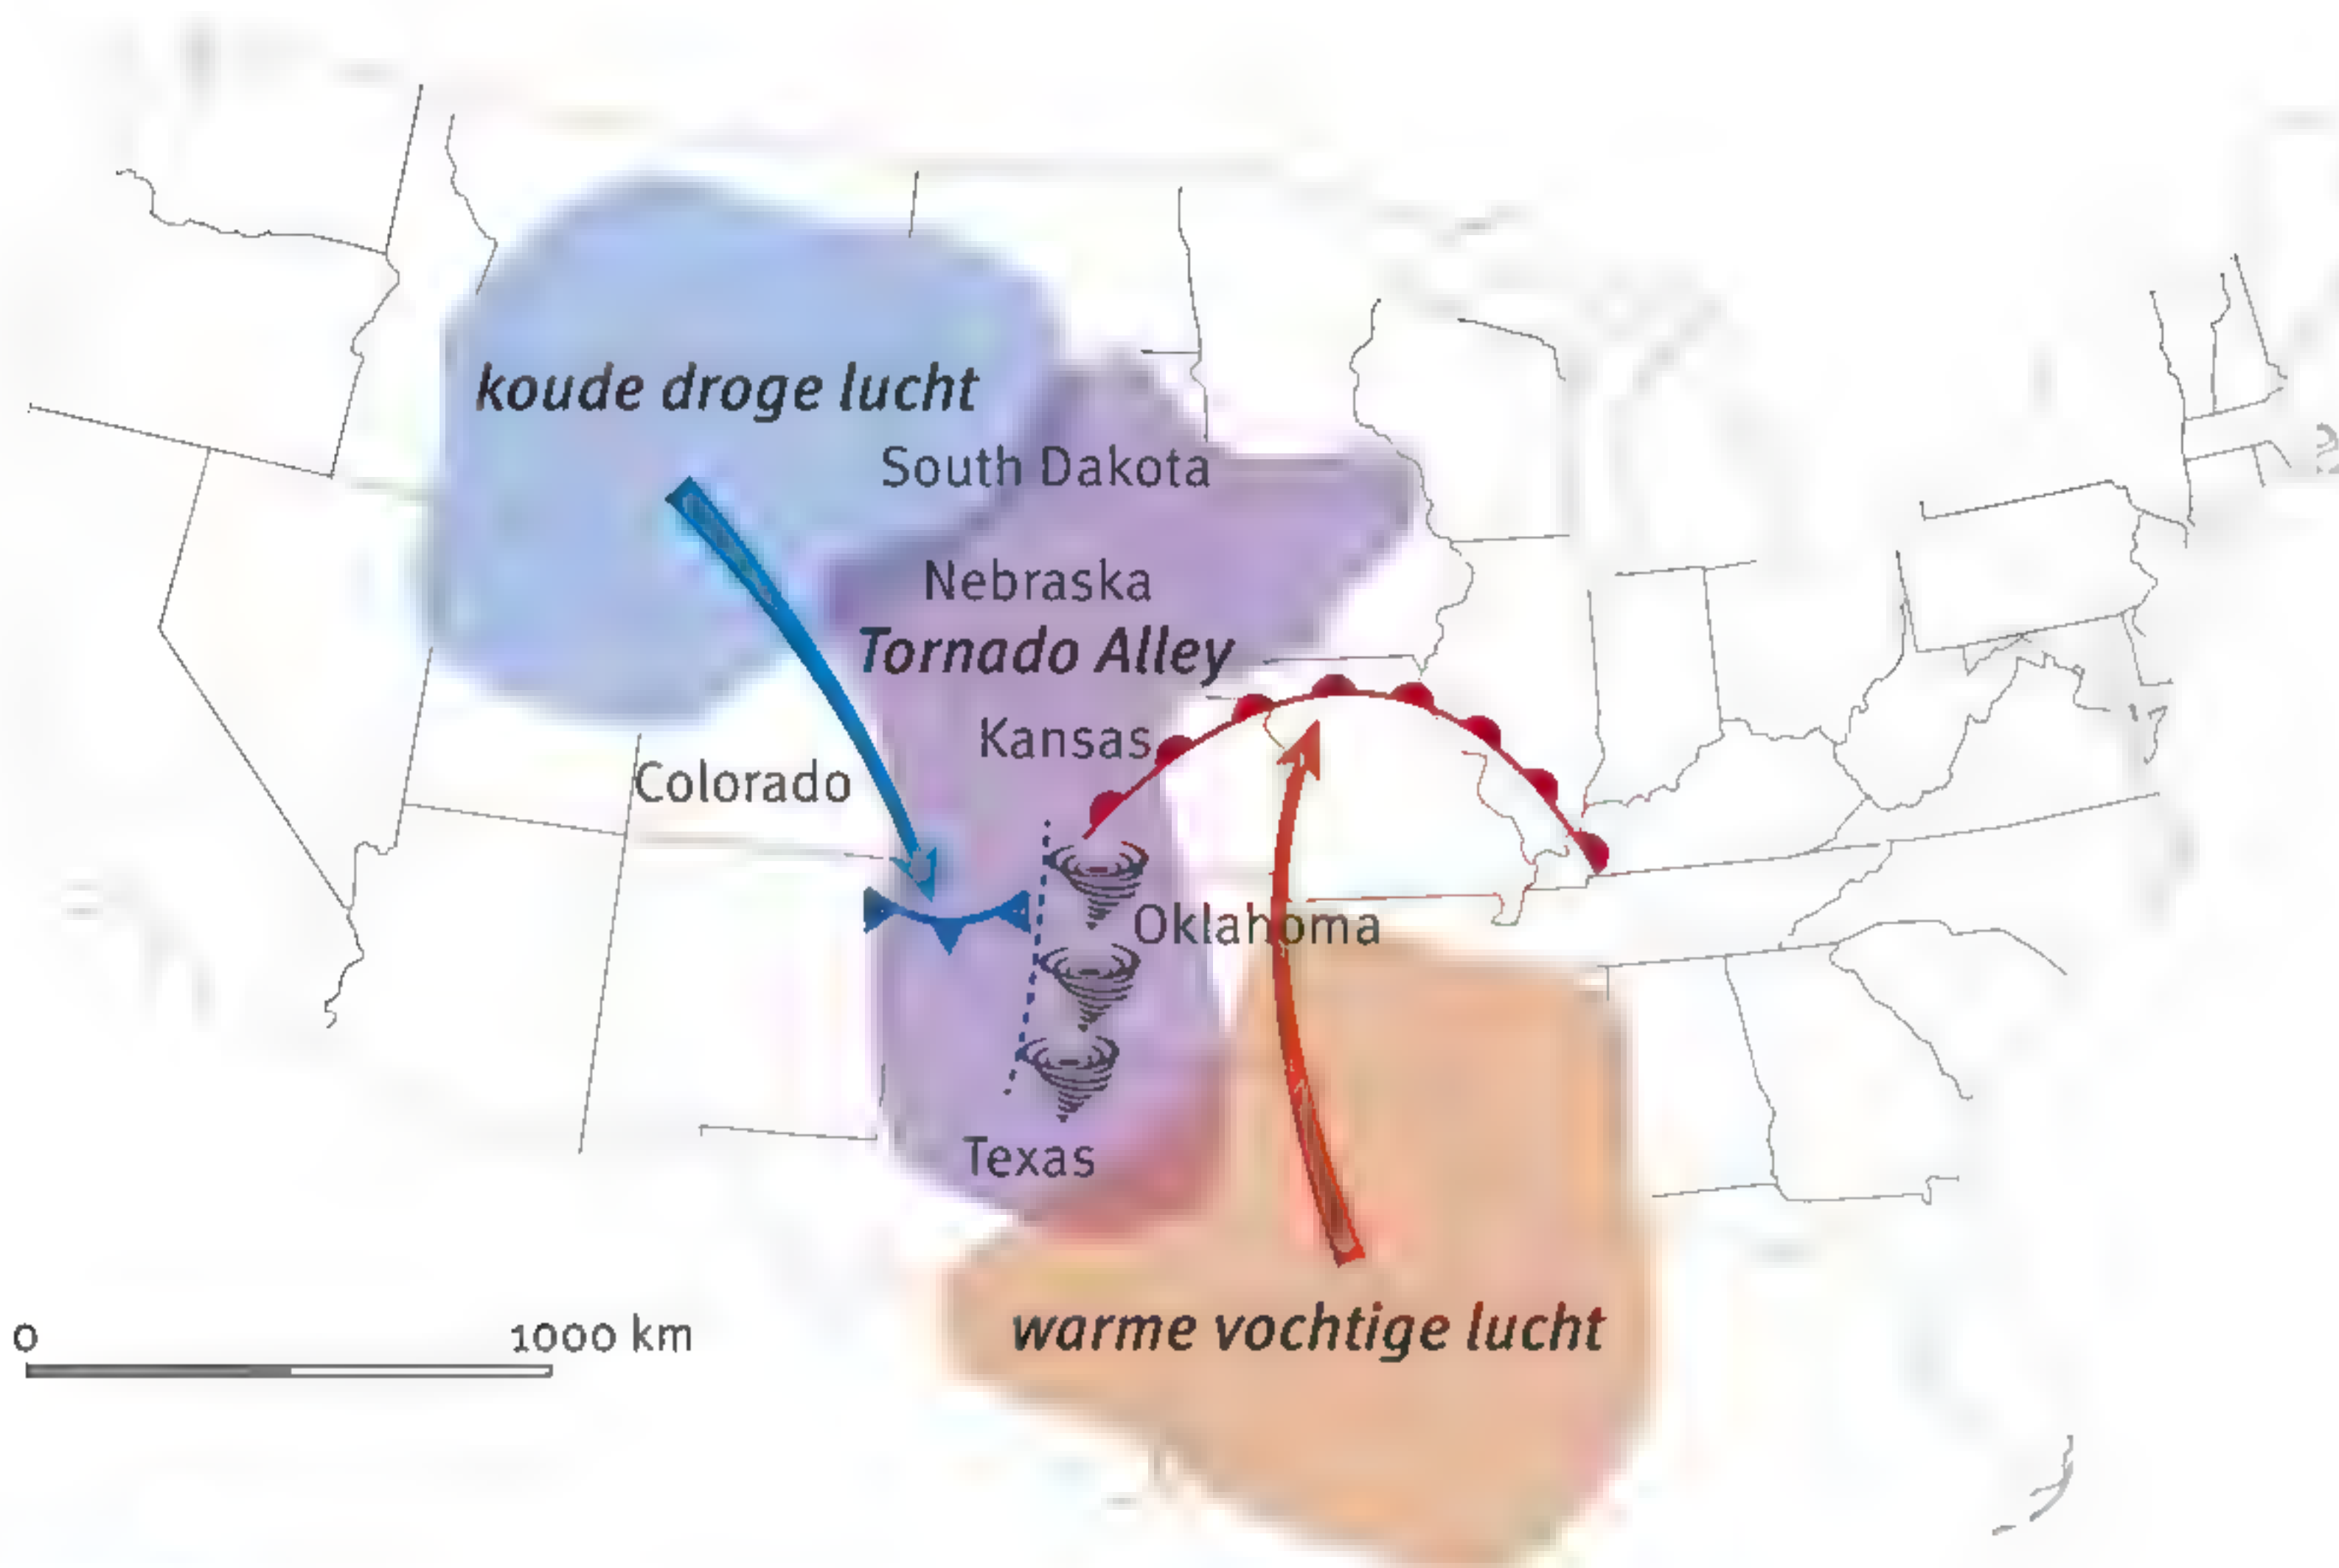 koude droge lucht
South Dakota
Nebraska
Tornado Alley
Kansas
Colorado
Oklahoma
Texas
warme vochtige lucht
0 1000 km